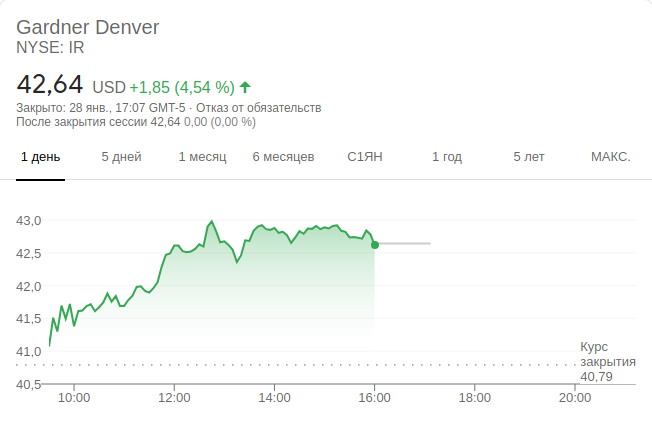 Gardner Denver
NYSE: IR
42,64 USD +1,85 (4,54 %)
Закрыто: 28 янв., 17:07 GMT-5 · Отказ от обязательств
После закрытия сессии 42,64 0,00 (0,00 %)
1 день 5 дней 1 месяц 6 месяцев С1ЯН 1 год 5 лет МАКС.
43,0
42,5
42,0
41,5
41,0
40,5
Курс
закрытия
40,79
10:00 12:00 14:00 16:00 18:00 20:00